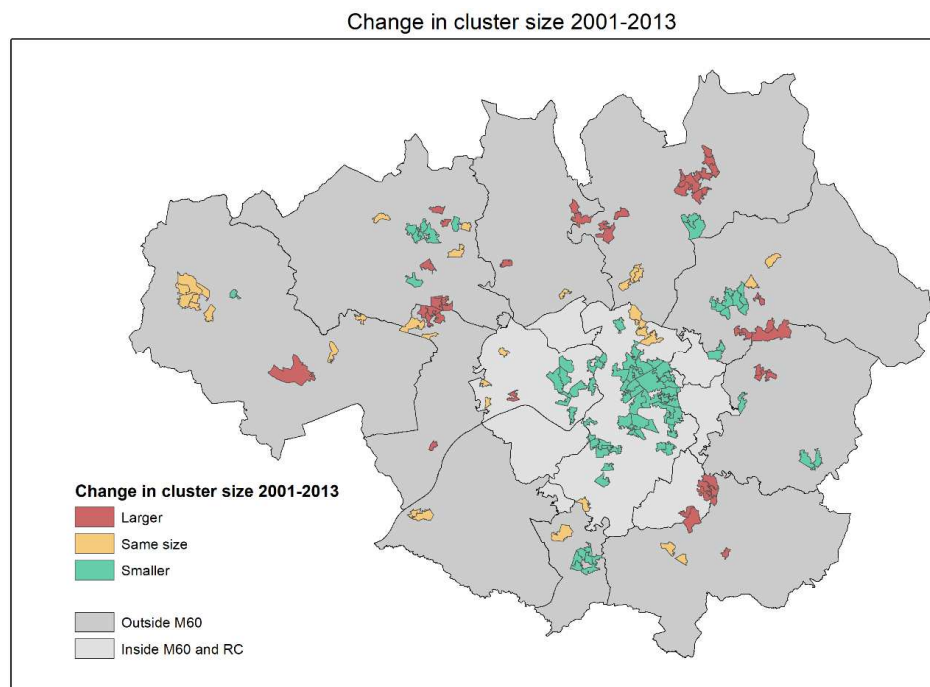 Change in cluster size 2001-2013
Change in cluster size 2001-2013
Larger
Same size
Smaller
Outside M60
Inside M60 and RC